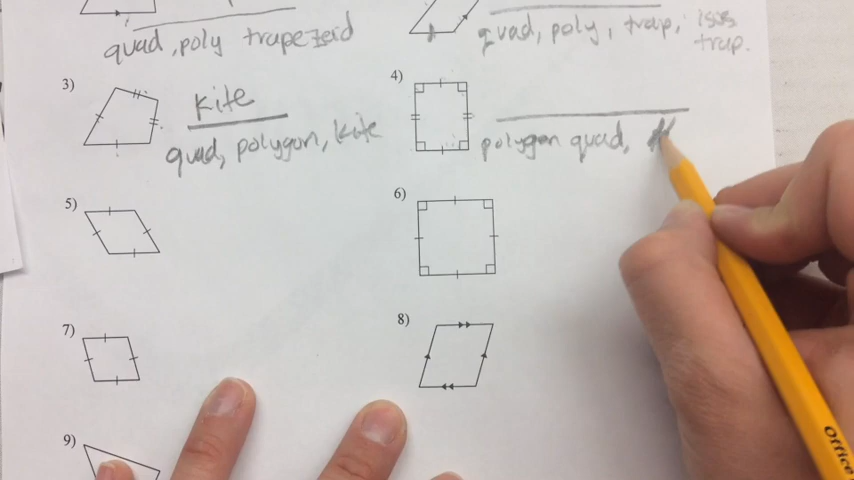 quad, poly trapezoid
quad, poly, trap, isos
trap.
3)
kite
quad, polygon, kite
4)
polygon quad,
5)
6)
7)
8)
9)
Office